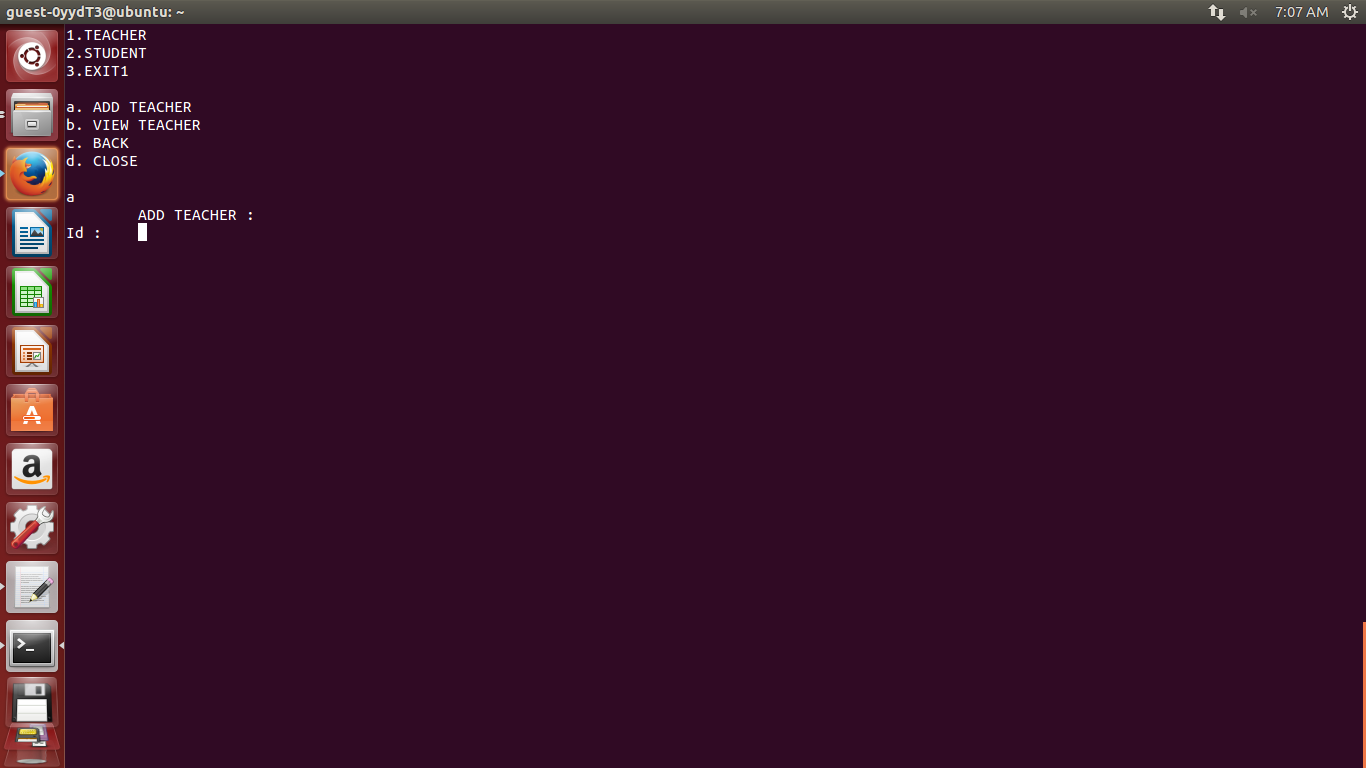 guest-0yydT3@ubuntu: ~
7:07 AM
1.TEACHER
2.STUDENT
3.EXIT1
a. ADD TEACHER
b. VIEW TEACHER
c. BACK
d. CLOSE
a
ADD TEACHER :
Id :